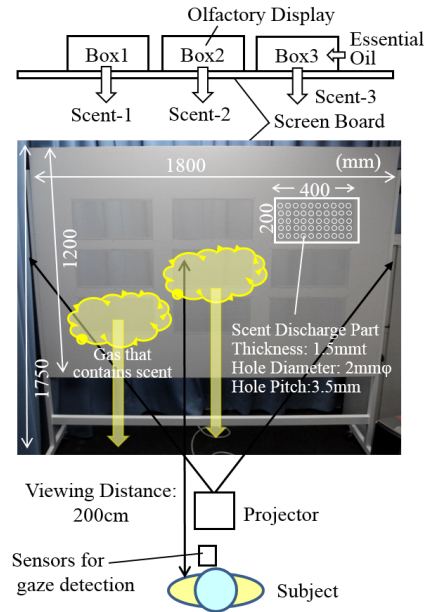 Olfactory Display
Box1
Box2
Box3
Essential
Oil
Scent-1
Scent-2
Scent-3
Screen Board
1800
(mm)
400
200
1200
1750
Gas that
contains scent
Scent Discharge Part
Thickness: 1.5mmt
Hole Diameter: 2mmφ
Hole Pitch:3.5mm
Viewing Distance:
200cm
Projector
Sensors for
gaze detection
Subject